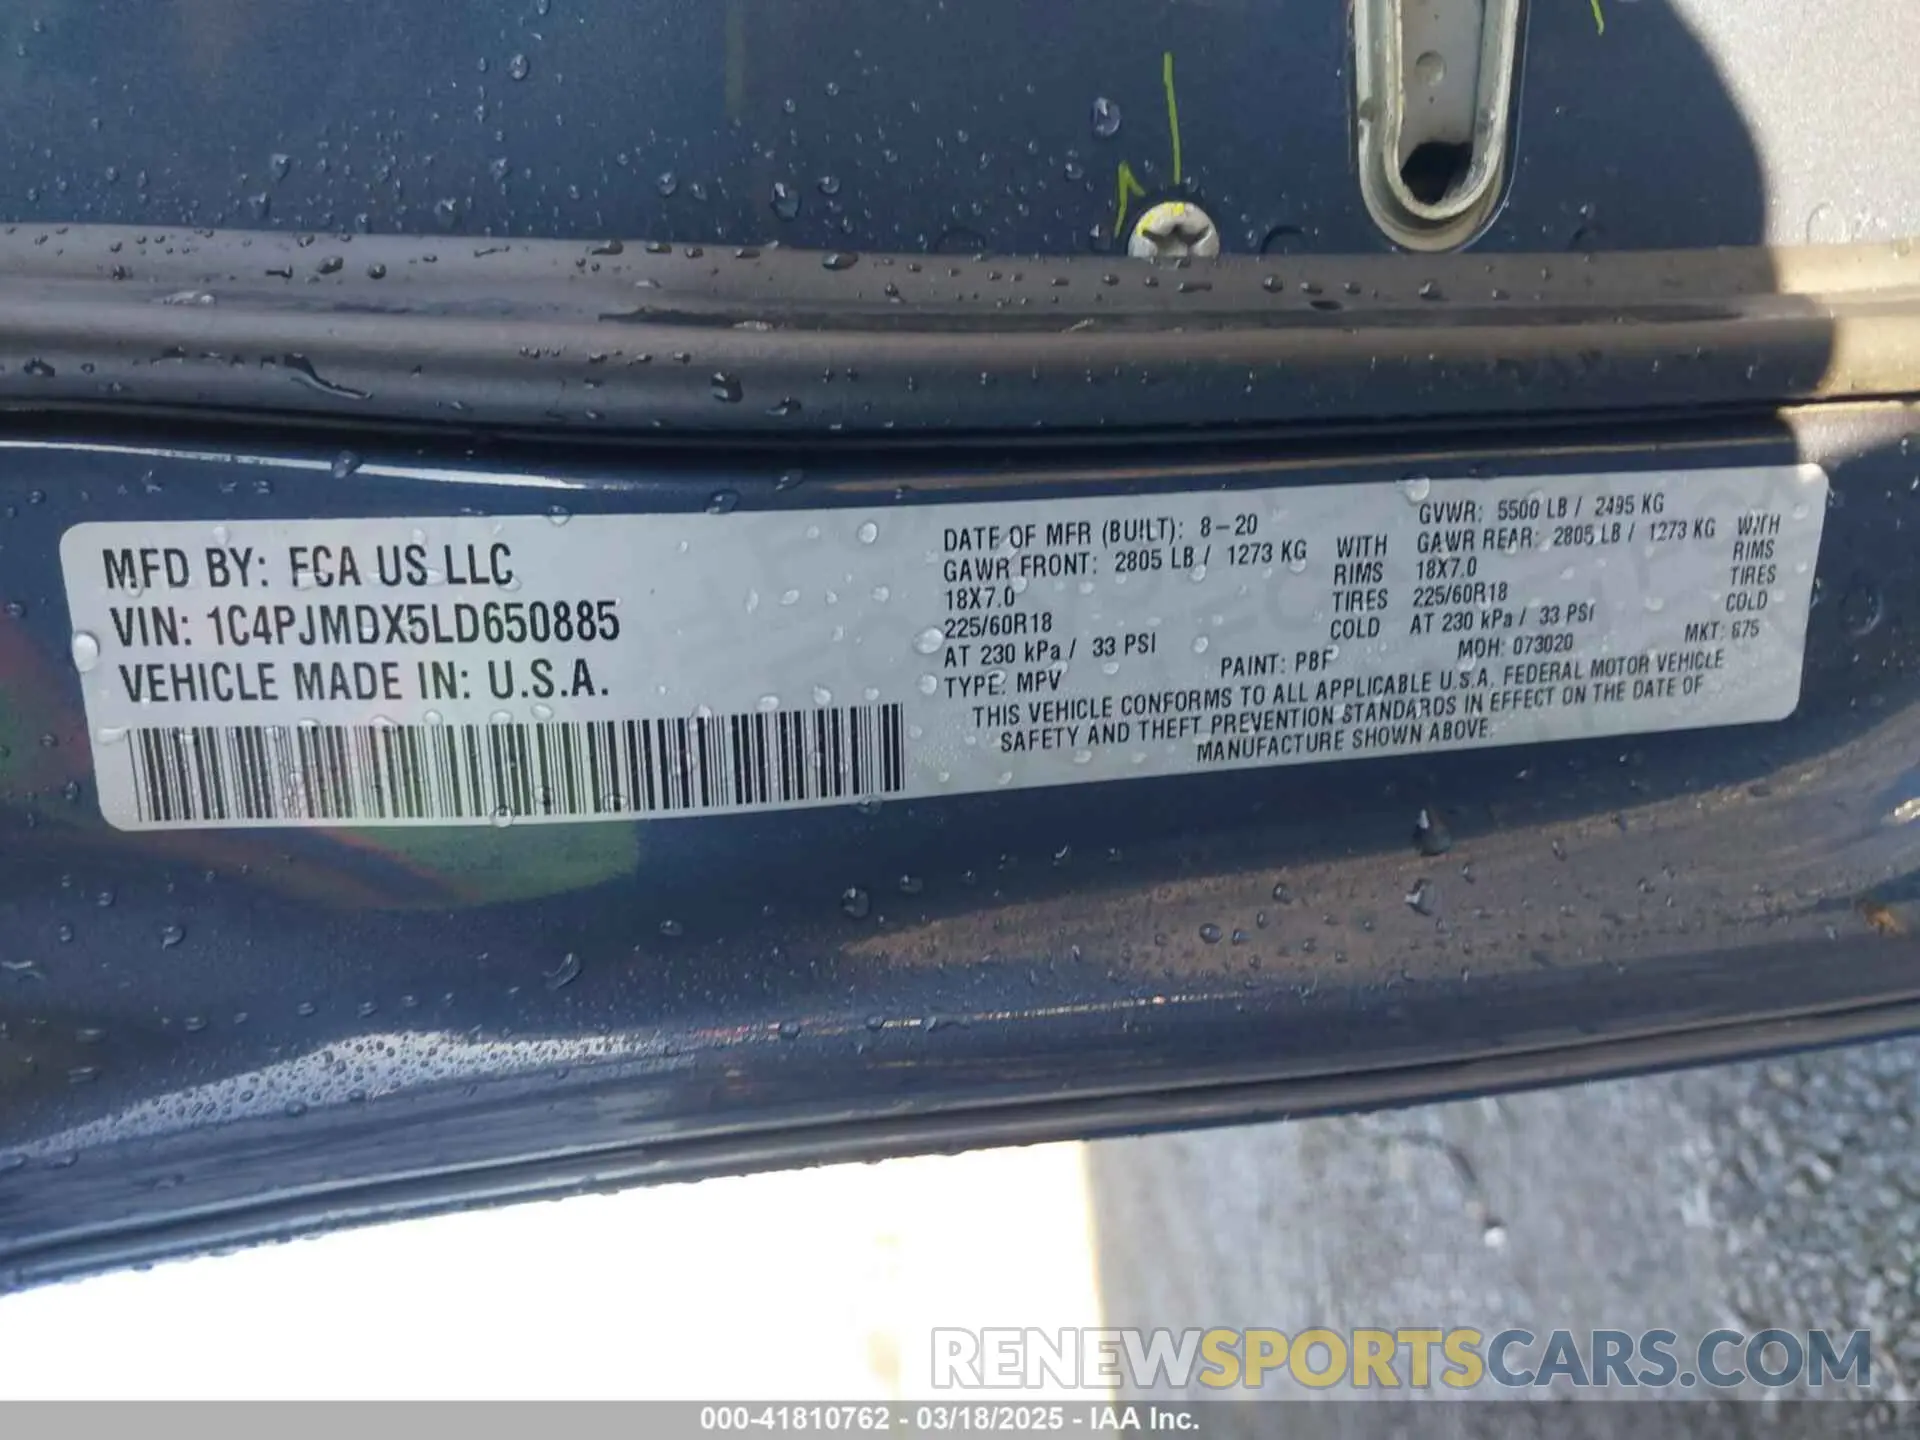 MFD BY: FCA US LLC
VIN: 1C4PJMDX5LD650885
VEHICLE MADE IN: U.S.A.
DATE OF MFR (BUILT): 8-20
GVWR: 5500 LB / 2495 KG
GAWR FRONT: 2805 LB / 1273 KG WITH
18X7.0 RIMS
225/60R18 TIRES
AT 230 kPa / 33 PSI COLD
GAWR REAR: 2805 LB / 1273 KG WITH
18X7.0 RIMS
225/60R18 TIRES
AT 230 kPa / 33 PSI COLD
TYPE: MPV PAINT: PBF MDH: 073020 MKT:
THIS VEHICLE CONFORMS TO ALL APPLICABLE U.S.A. FEDERAL MOTOR VEHICLE
SAFETY AND THEFT PREVENTION STANDARDS IN EFFECT ON THE DATE OF
MANUFACTURE SHOWN ABOVE.
RENEWSPORTSCARS.COM
000-41810762 - 03/18/2025 - IAA Inc.